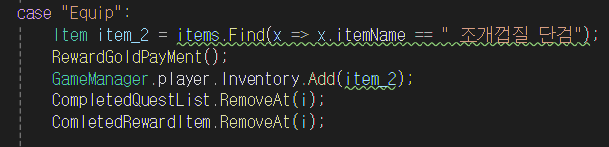 case "Equip":
Item item_2 = items.Find(x => x.itemName == " 조개껍질 단검");
RewardGoldPayMent();
GameManager.player.Inventory.Add(item_2);
CompletedQuestList.RemoveAt(i);
ComletedRewardItem.RemoveAt(i);